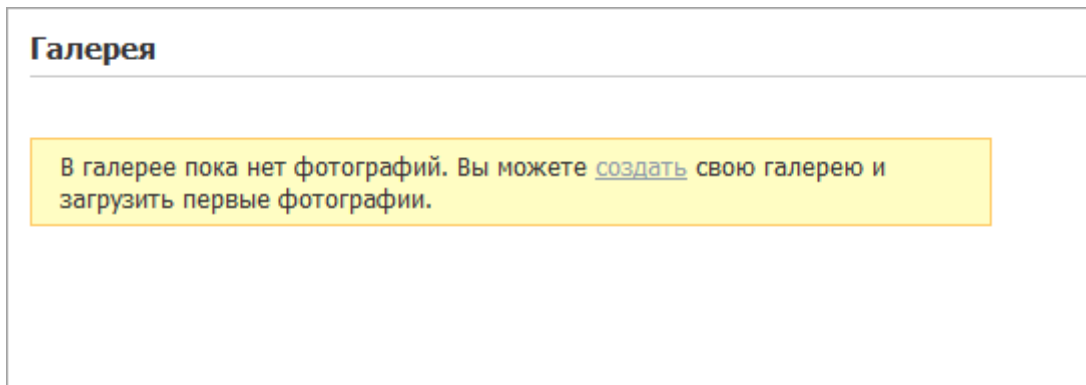 Галерея
В галерее пока нет фотографий. Вы можете создать свою галерею и
загрузить первые фотографии.